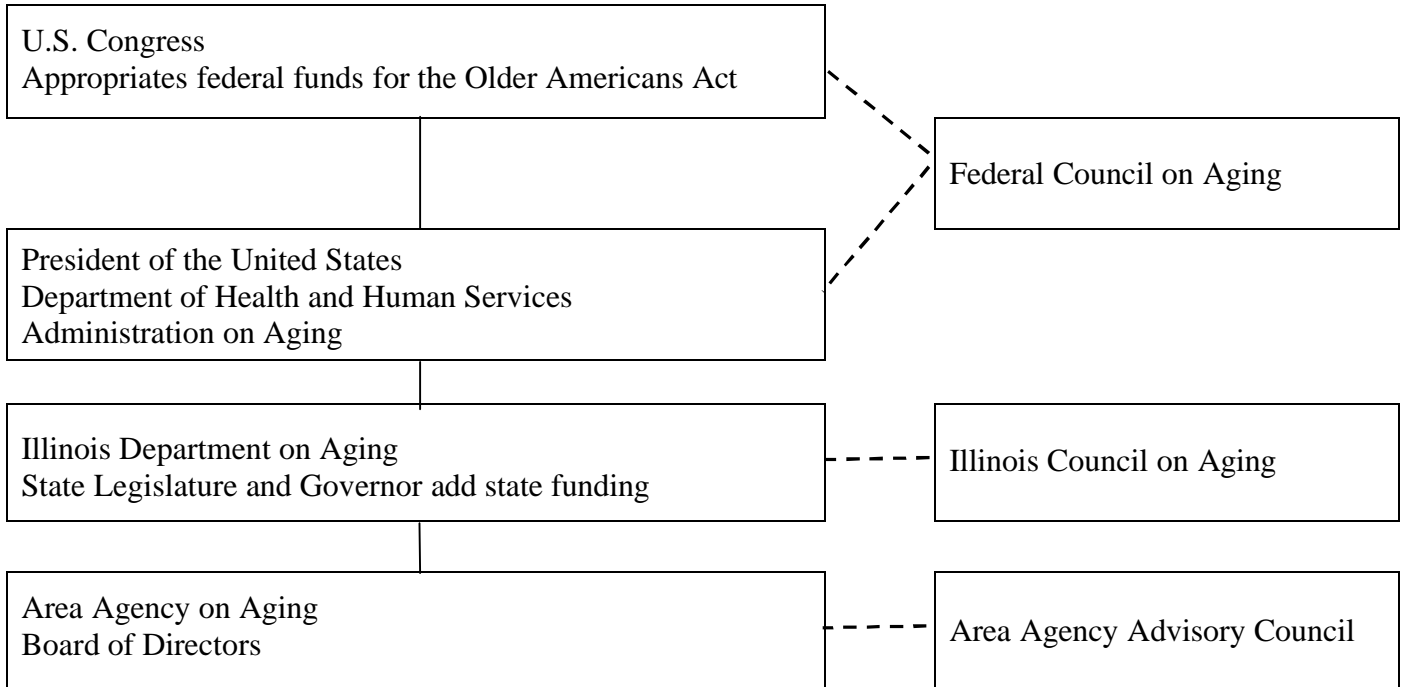 U.S. Congress
Appropriates federal funds for the Older Americans Act
Federal Council on Aging
President of the United States
Department of Health and Human Services
Administration on Aging
Illinois Department on Aging
State Legislature and Governor add state funding
Illinois Council on Aging
Area Agency on Aging
Board of Directors
Area Agency Advisory Council